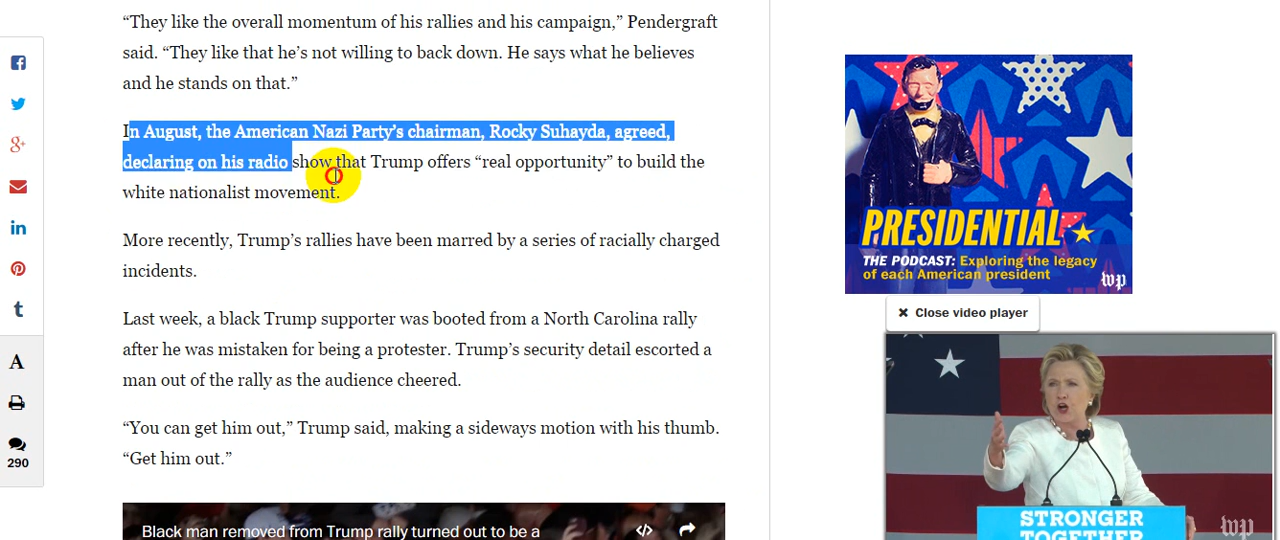 “They like the overall momentum of his rallies and his campaign,” Pendergraft
said. “They like that he’s not willing to back down. He says what he believes
and he stands on that.”
In August, the American Nazi Party’s chairman, Rocky Suhayda, agreed,
declaring on his radio show that Trump offers “real opportunity” to build the
white nationalist movement.
More recently, Trump’s rallies have been marred by a series of racially charged
incidents.
Last week, a black Trump supporter was booted from a North Carolina rally
after he was mistaken for being a protester. Trump’s security detail escorted a
man out of the rally as the audience cheered.
“You can get him out,” Trump said, making a sideways motion with his thumb.
“Get him out.”
Black man removed from Trump rally turned out to be a
A
290
PRESIDENTIAL
THE PODCAST: Exploring the legacy
of each American president
wp
Close video player
STRONGER
TOGETHER
wp